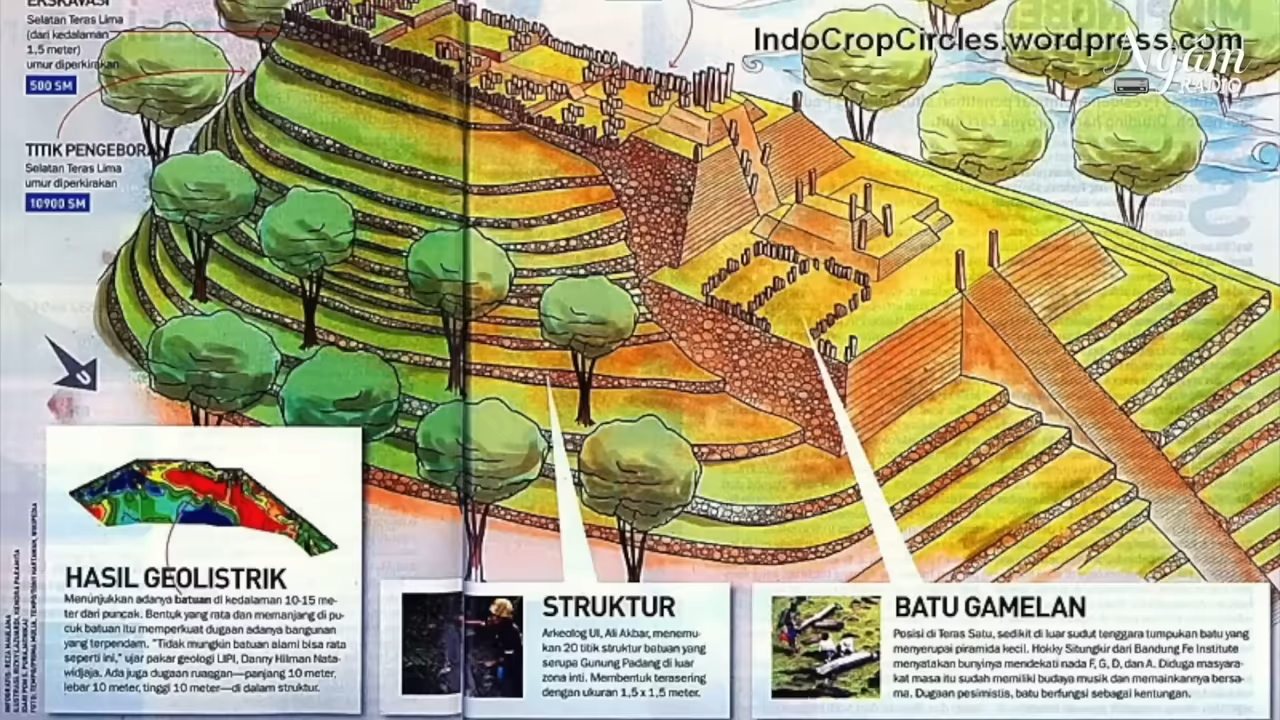 EKSKAVASI
Selatan Teras Lima
(dari kedalaman
1,5 meter)
umur diperkirakan
500 SM
TITIK PENGEBORAN
Selatan Teras Lima
umur diperkirakan
10900 SM
IndoCropCircles.wordpress.com
Ngâm
RADIO
HASIL GEOLISTRIK
Menunjukkan adanya batuan di kedalaman 10-15 me-
ter dari puncak. Bentuk yang rata dan memanjang di pu-
cuk batuan itu memperkuat dugaan adanya bangunan
yang terpendam. "Tidak mungkin batuan alami bisa rata
seperti ini," ujar pakar geologi LIPI, Danny Hilman Nata-
widjaja. Ada juga dugaan ruangan—panjang 10 meter,
lebar 10 meter, tinggi 10 meter—di dalam struktur.
STRUKTUR
Arkeolog UI, Ali Akbar, menemu-
kan 20 titik struktur batuan yang
serupa Gunung Padang di luar
zona inti. Membentuk terasering
dengan ukuran 1,5 x 1,5 meter.
BATU GAMELAN
Posisi di Teras Satu, sedikit di luar sudut tenggara tumpukan batu yang
menyerupai piramida kecil. Hokky Situngkir dari Bandung Fe Institute
menyatakan bunyinya mendekati nada F, G, D, dan A. Diduga masyara-
kat masa itu sudah memiliki budaya musik dan memainkannya bersa-
ma. Dugaan pesimistis, batu berfungsi sebagai kentungan.